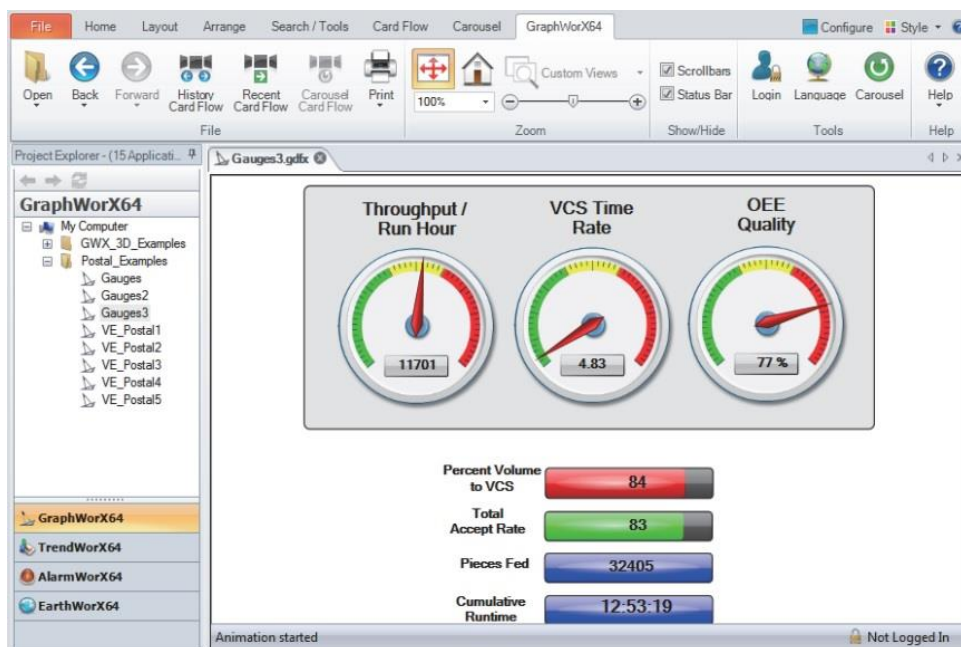 File Home Layout Arrange Search / Tools Card Flow Carousel GraphWorX64 Configure Style
Open Back Forward History Card Flow Recent Card Flow Carousel Card Flow Print
100%
Custom Views
Scrollbars
Status Bar
Login Language Carousel Help
File Zoom Show/Hide Tools Help
Project Explorer - (15 Applicati...
Gauges3.gdfx
GraphWorX64
My Computer
GWX_3D_Examples
Postal_Examples
Gauges
Gauges2
Gauges3
VE_Postal1
VE_Postal2
VE_Postal3
VE_Postal4
VE_Postal5
GraphWorX64
TrendWorX64
AlarmWorX64
EarthWorX64
Throughput /
Run Hour
11701
VCS Time
Rate
4.83
OEE
Quality
77 %
Percent Volume
to VCS
84
Total
Accept Rate
83
Pieces Fed
32405
Cumulative
Runtime
12:53:19
Animation started
Not Logged In